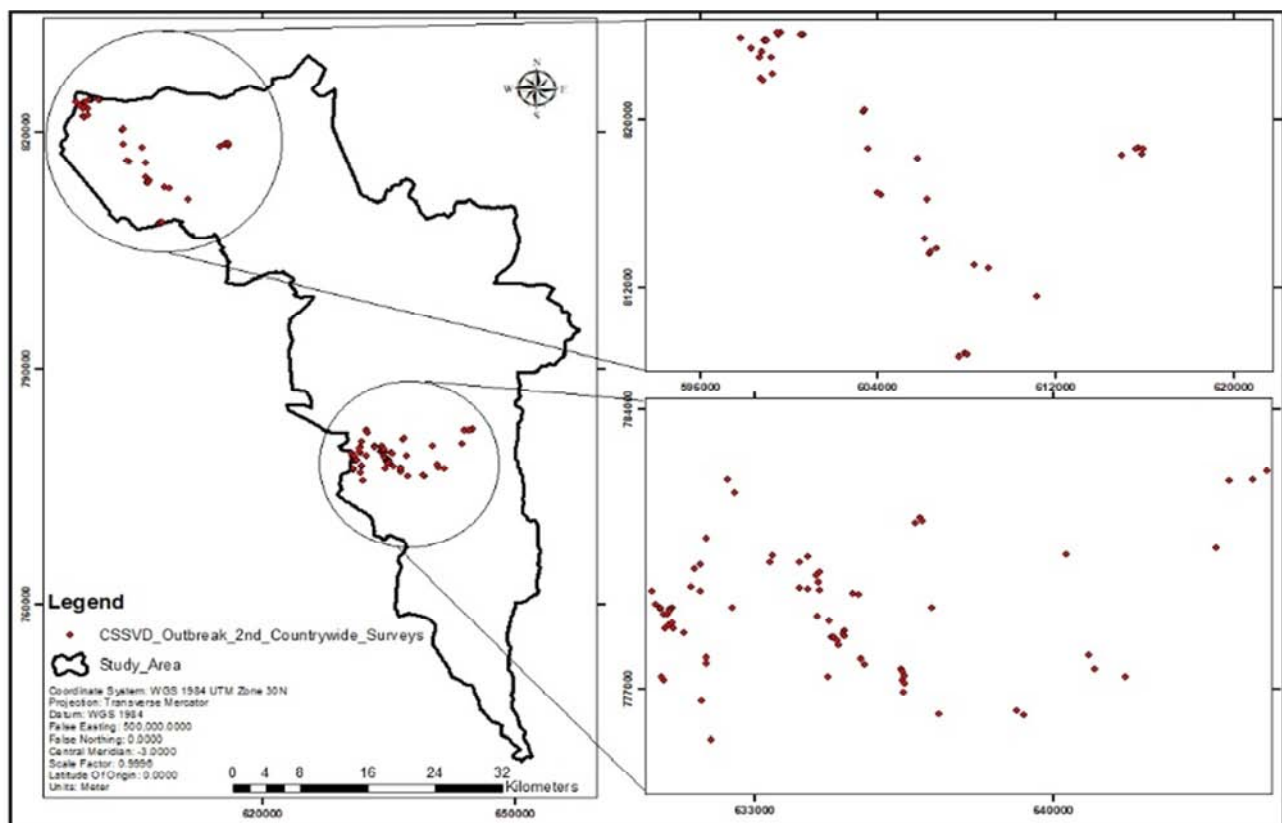 N
W E
S
820000
790000
760000
620000
650000
Legend
CSSVD_Outbreak_2nd_Countrywide_Surveys
Study_Area
Coordinate System: WGS 1984 UTM Zone 30N
Projection: Transverse Mercator
Datum: WGS 1984
False Easting: 500,000.0000
False Northing: 0.0000
Central Meridian: -3.0000
Scale Factor: 0.9996
Latitude Of Origin: 0.0000
Units: Meter
0 4 8 16 24 32
Kilometers
820000
812000
596000
604000
612000
620000
784000
777000
633000
640000